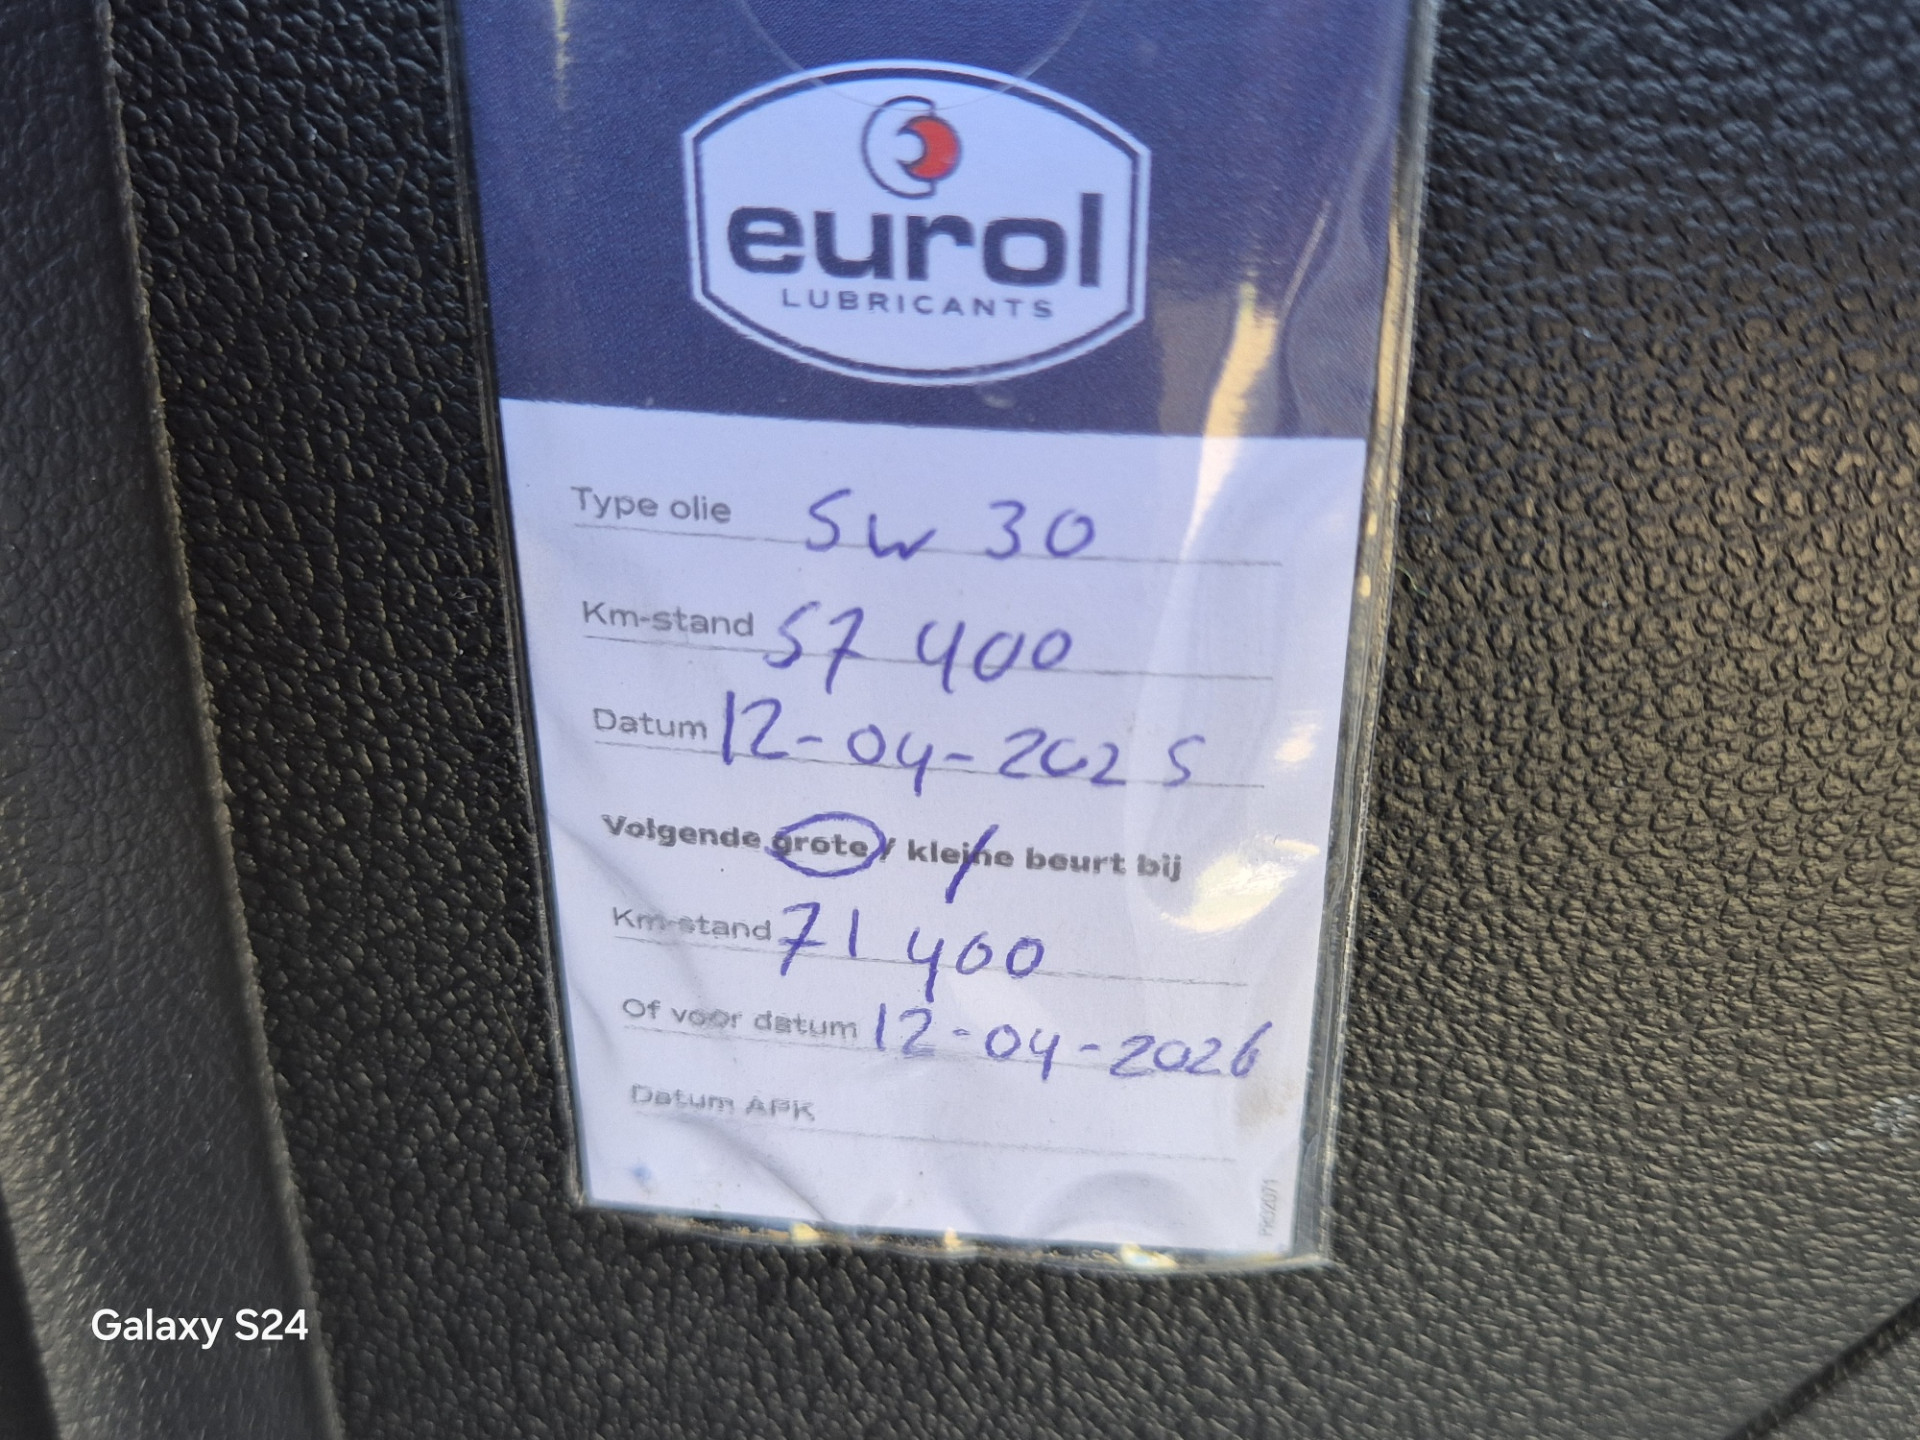 eurol
LUBRICANTS
Type olie 5w 30
Km-stand 57 400
Datum 12-04-2025
Volgende grote / kleine beurt bij
Km-stand 71 400
Of voor datum 12-04-2026
Datum APK
PR02071
Galaxy S24